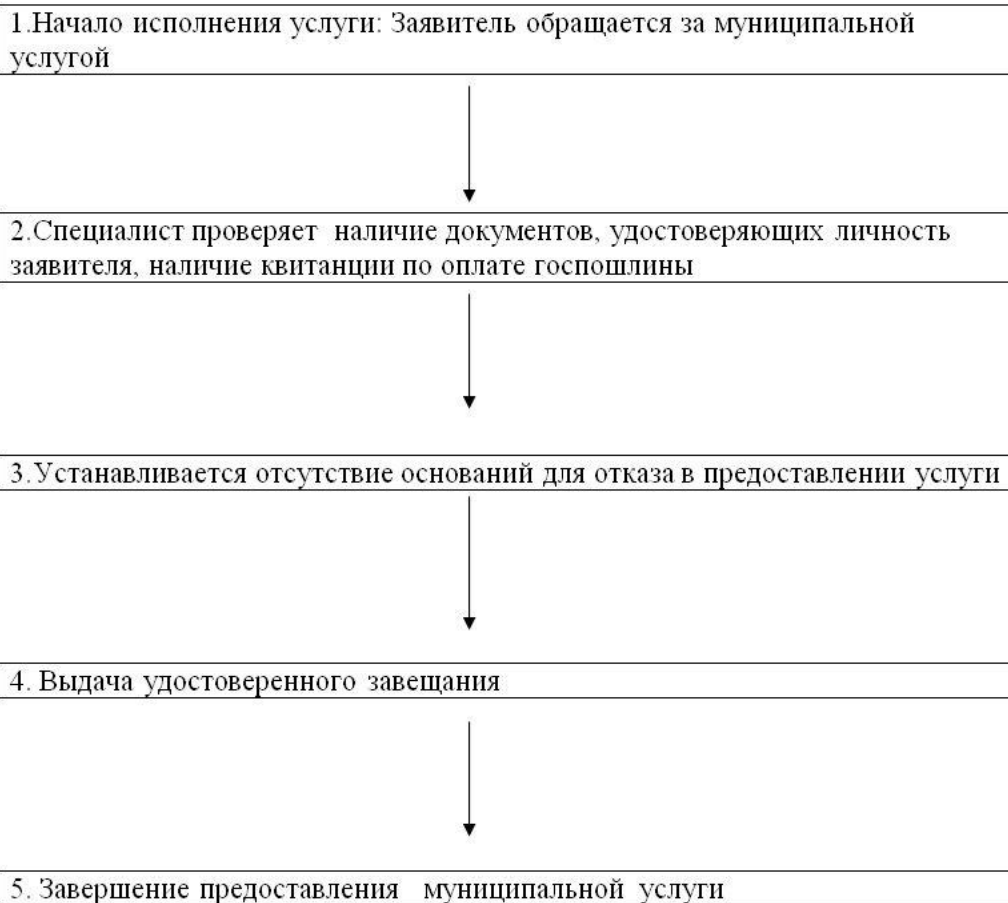 1.Начало исполнения услуги: Заявитель обращается за муниципальной
услугой
2.Специалист проверяет наличие документов, удостоверяющих личность
заявителя, наличие квитанции по оплате госпошлины
3.Устанавливается отсутствие оснований для отказа в предоставлении услуги
4. Выдача удостоверенного завещания
5. Завершение предоставления муниципальной услуги